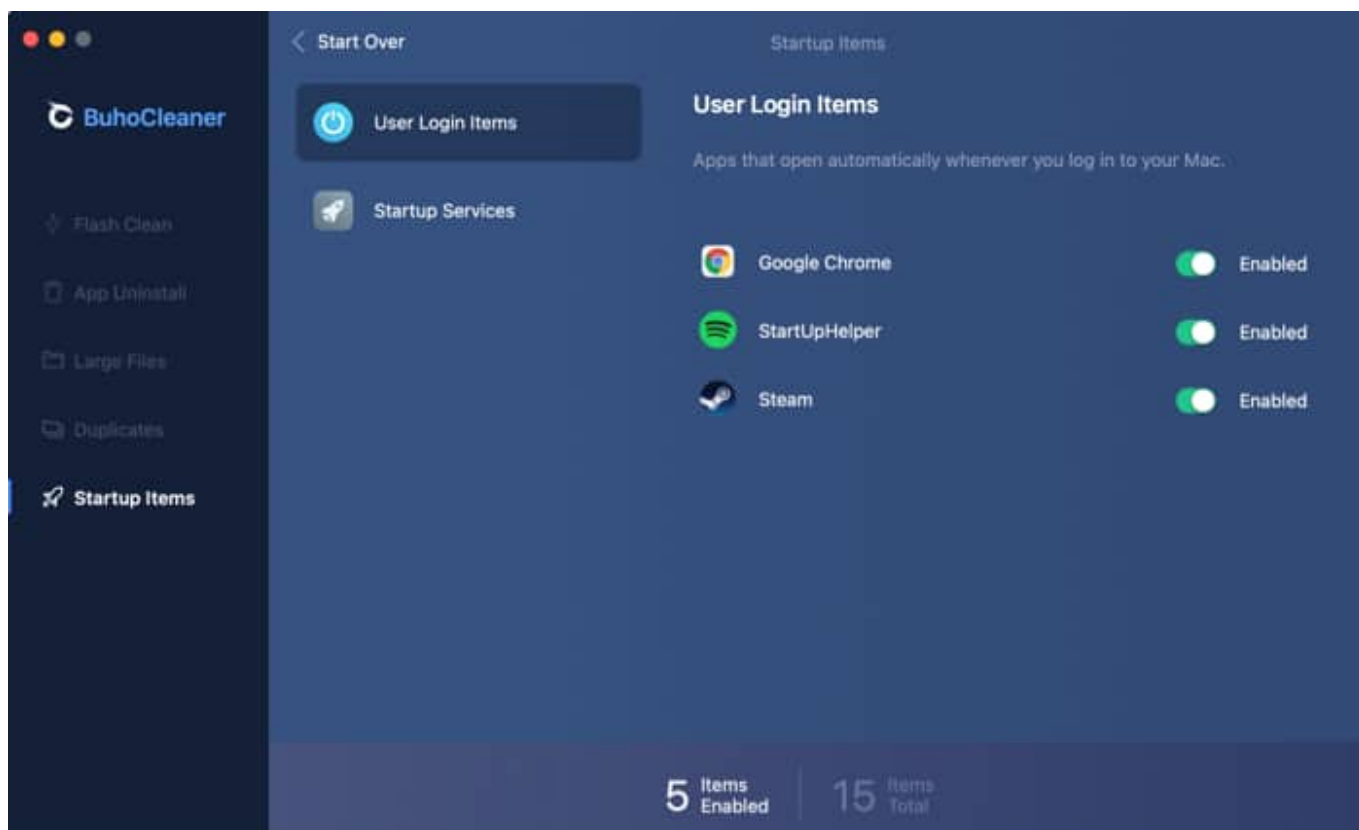 BuhoCleaner
Flash Clean
App Uninstall
Large Files
Duplicates
Startup Items
Start Over
User Login Items
Startup Services
Startup Items
User Login Items
Apps that open automatically whenever you log in to your Mac.
Google Chrome
Enabled
StartUpHelper
Enabled
Steam
Enabled
5 Items Enabled
15 Items Total